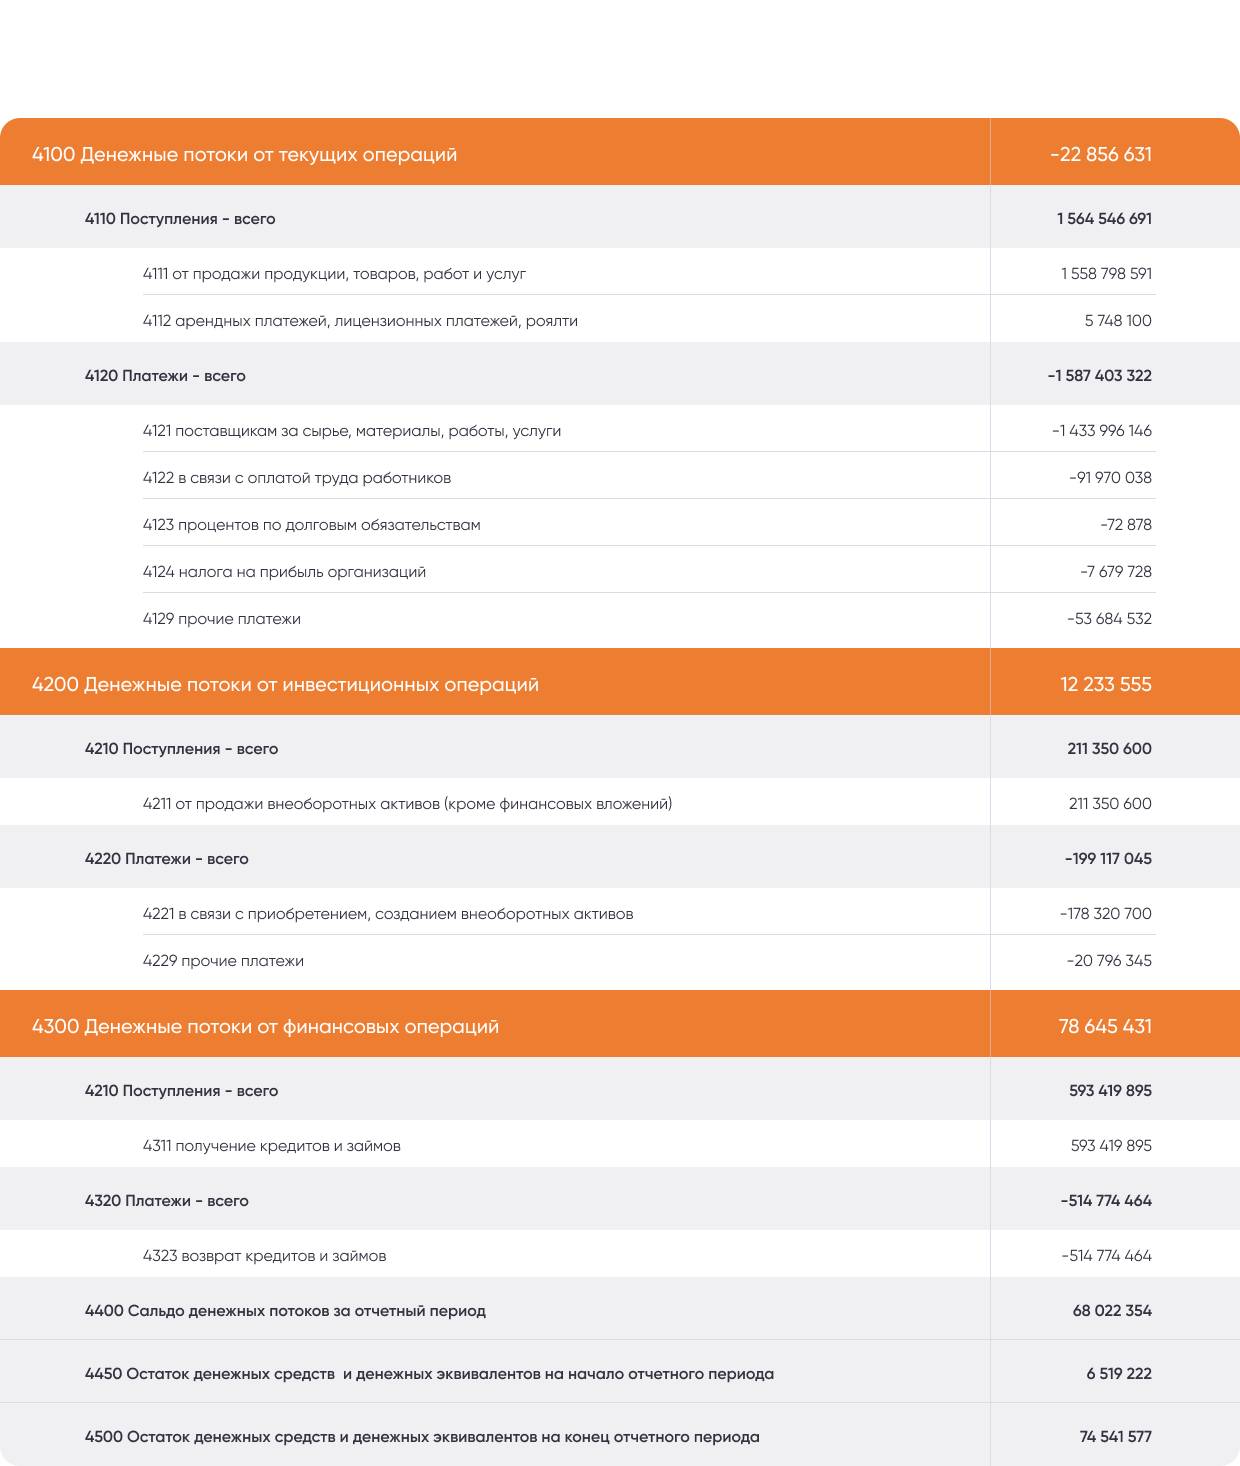 4100 Денежные потоки от текущих операций -22 856 631
4110 Поступления - всего 1 564 546 691
4111 от продажи продукции, товаров, работ и услуг 1 558 798 591
4112 арендных платежей, лицензионных платежей, роялти 5 748 100
4120 Платежи - всего -1 587 403 322
4121 поставщикам за сырье, материалы, работы, услуги -1 433 996 146
4122 в связи с оплатой труда работников -91 970 038
4123 процентов по долговым обязательствам -72 878
4124 налога на прибыль организаций -7 679 728
4129 прочие платежи -53 684 532
4200 Денежные потоки от инвестиционных операций 12 233 555
4210 Поступления - всего 211 350 600
4211 от продажи внеоборотных активов (кроме финансовых вложений) 211 350 600
4220 Платежи - всего -199 117 045
4221 в связи с приобретением, созданием внеоборотных активов -178 320 700
4229 прочие платежи -20 796 345
4300 Денежные потоки от финансовых операций 78 645 431
4210 Поступления - всего 593 419 895
4311 получение кредитов и займов 593 419 895
4320 Платежи - всего -514 774 464
4323 возврат кредитов и займов -514 774 464
4400 Сальдо денежных потоков за отчетный период 68 022 354
4450 Остаток денежных средств  и денежных эквивалентов на начало отчетного периода 6 519 222
4500 Остаток денежных средств и денежных эквивалентов на конец отчетного периода 74 541 577